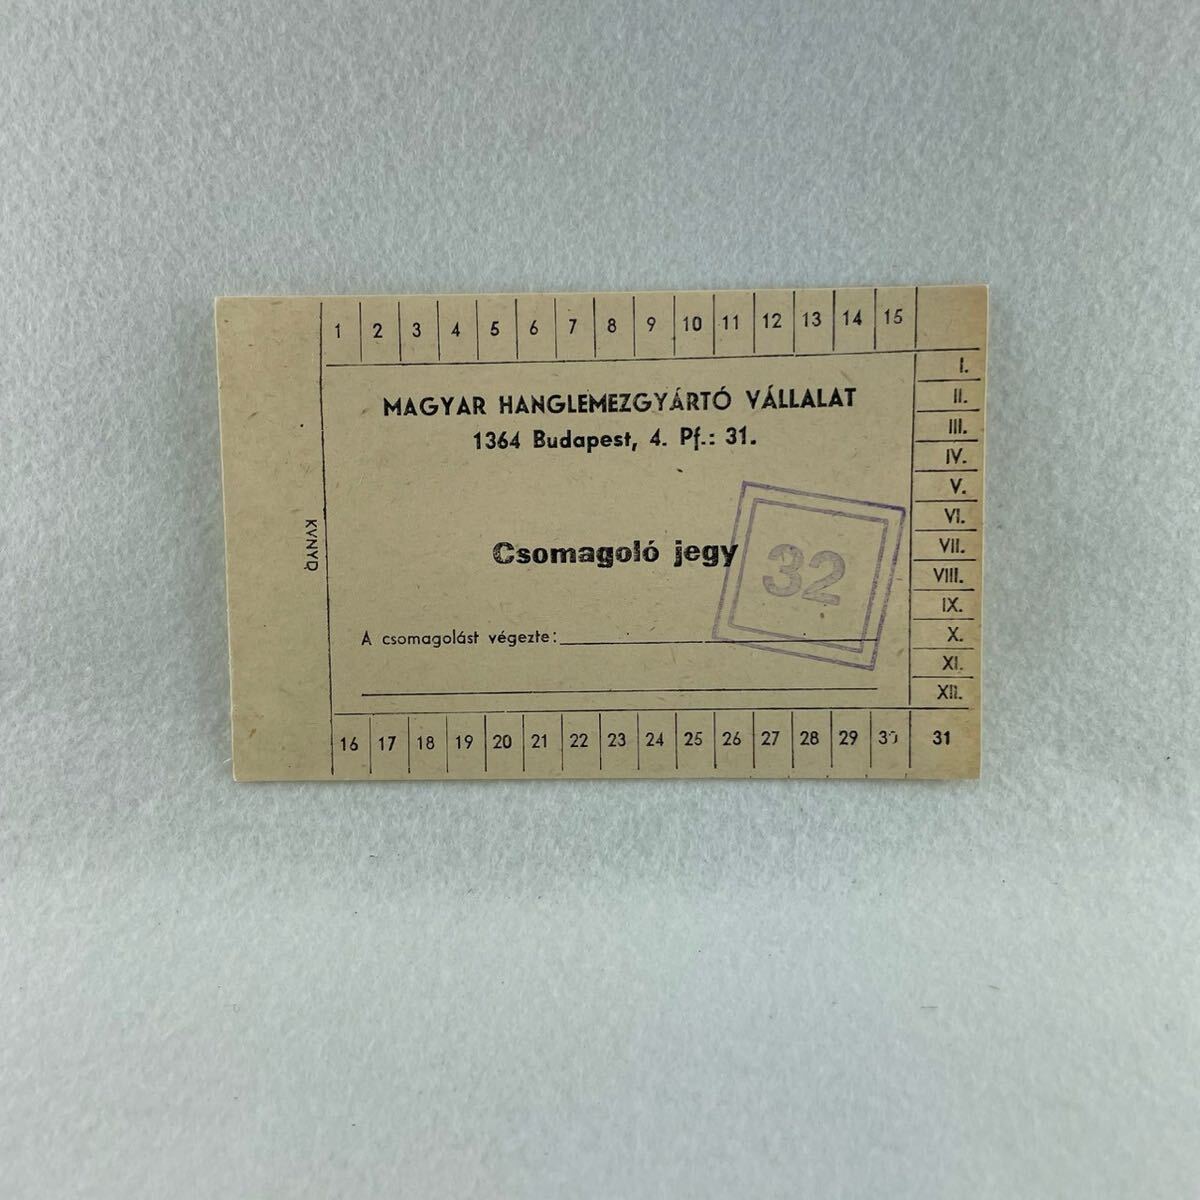 1 2 3 4 5 6 7 8 9 10 11 12 13 14 15
I.
II.
III.
IV.
V.
VI.
VII.
VIII.
IX.
X.
XI.
XII.
MAGYAR HANGLEMEZGYÁRTÓ VÁLLALAT
1364 Budapest, 4. Pf.: 31.
Csomagoló jegy
32
A csomagolást végezte:
16 17 18 19 20 21 22 23 24 25 26 27 28 29 30 31